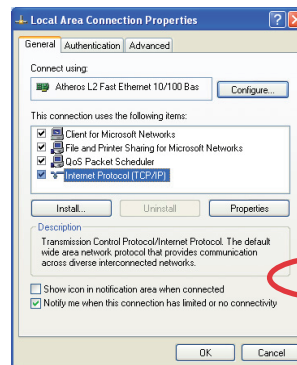 Local Area Connection Properties
General Authentication Advanced
Connect using:
Atheros L2 Fast Ethernet 10/100 Bas Configure...
This connection uses the following items:
Client for Microsoft Networks
File and Printer Sharing for Microsoft Networks
QoS Packet Scheduler
Internet Protocol (TCP/IP)
Install... Uninstall Properties
Description
Transmission Control Protocol/Internet Protocol. The default
wide area network protocol that provides communication
across diverse interconnected networks.
Show icon in notification area when connected
Notify me when this connection has limited or no connectivity
OK Cancel